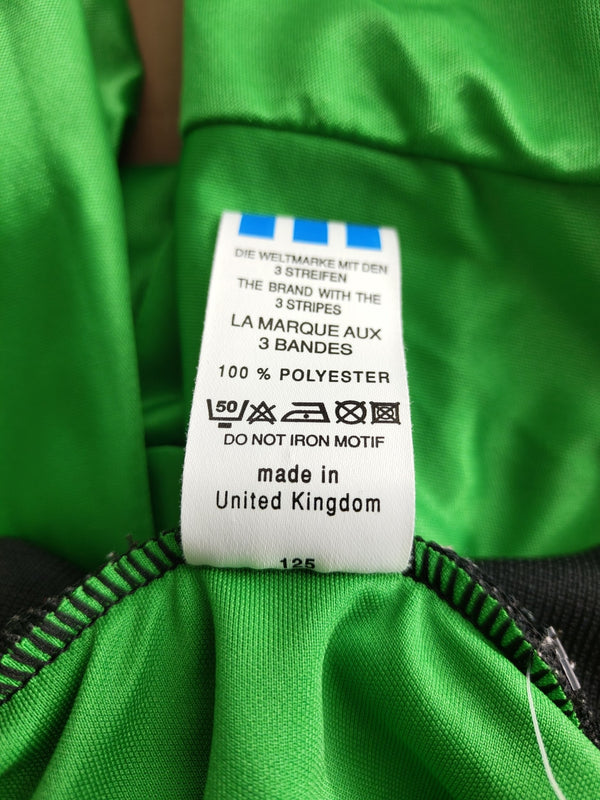 DIE WELTMARKE MIT DEN
3 STREIFEN
THE BRAND WITH THE
3 STRIPES
LA MARQUE AUX
3 BANDES
100 % POLYESTER
50
DO NOT IRON MOTIF
made in
United Kingdom
125